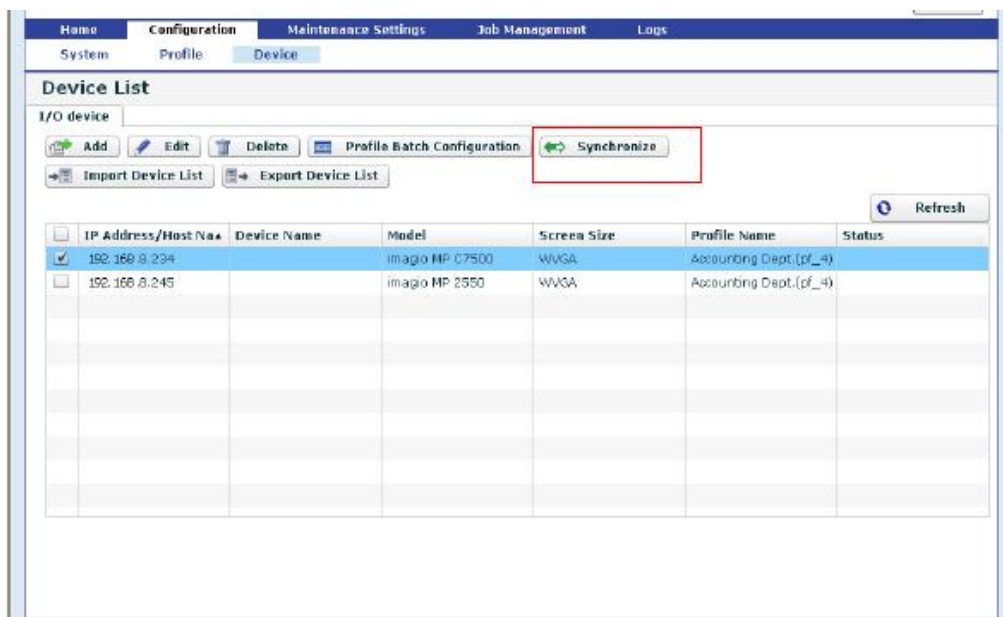 Home Configuration Maintenance Settings Job Management Logs
System Profile Device
Device List
I/O device
Add Edit Delete Profile Batch Configuration Synchronize
Import Device List Export Device List
Refresh
IP Address/Host Na▲ Device Name Model Screen Size Profile Name Status
192.168.8.234 imagio MP C7500 WVGA Accounting Dept.(pf_4)
192.168.8.245 imagio MP 2550 WVGA Accounting Dept.(pf_4)